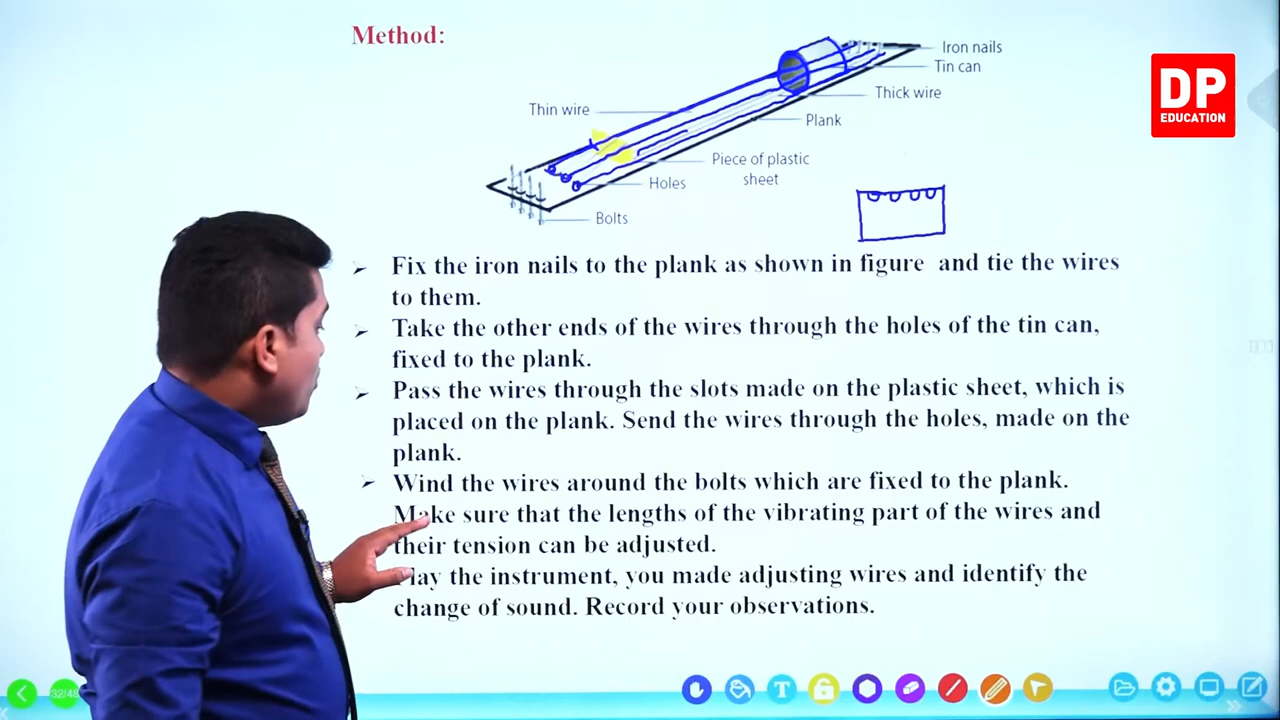 Method:
Iron nails
Tin can
Thick wire
Thin wire
Plank
Piece of plastic
sheet
Holes
Bolts
DP
EDUCATION
Fix the iron nails to the plank as shown in figure and tie the wires
to them.
Take the other ends of the wires through the holes of the tin can,
fixed to the plank.
Pass the wires through the slots made on the plastic sheet, which is
placed on the plank. Send the wires through the holes, made on the
plank.
Wind the wires around the bolts which are fixed to the plank.
Make sure that the lengths of the vibrating part of the wires and
their tension can be adjusted.
Play the instrument, you made adjusting wires and identify the
change of sound. Record your observations.
32/48